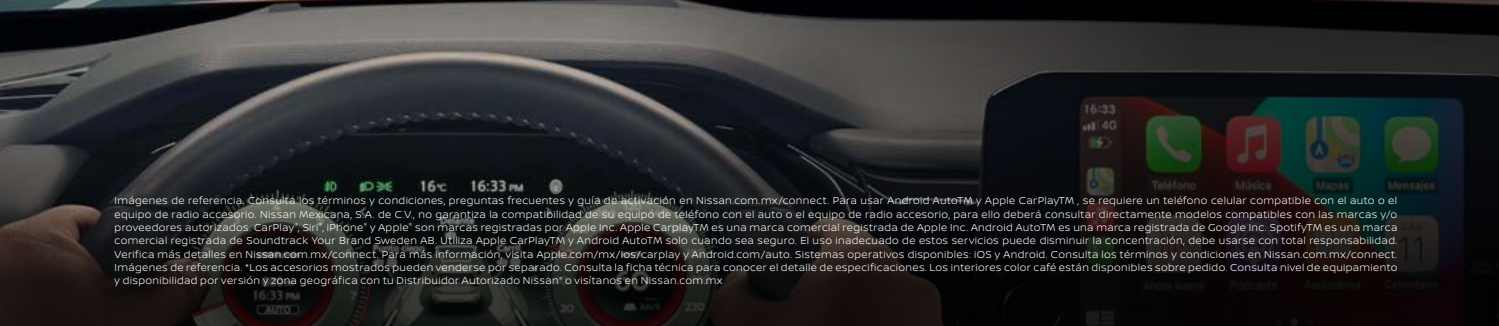 16:33
4G
Teléfono
Música
Mapas
Mensajes
16°C
16:33 PM
Imágenes de referencia. Consulta los términos y condiciones, preguntas frecuentes y guía de activación en Nissan.com.mx/connect. Para usar Android AutoTM y Apple CarPlayTM , se requiere un teléfono celular compatible con el auto o el
equipo de radio accesorio. Nissan Mexicana, S.A. de C.V., no garantiza la compatibilidad de su equipo de teléfono con el auto o el equipo de radio accesorio, para ello deberá consultar directamente modelos compatibles con las marcas y/o
proveedores autorizados. CarPlay®, Siri®, iPhone® y Apple® son marcas registradas por Apple Inc. Apple CarplayTM es una marca comercial registrada de Apple Inc. Android AutoTM es una marca registrada de Google Inc. SpotifyTM es una marca
comercial registrada de Soundtrack Your Brand Sweden AB. Utiliza Apple CarPlayTM y Android AutoTM solo cuando sea seguro. El uso inadecuado de estos servicios puede disminuir la concentración, debe usarse con total responsabilidad.
Verifica más detalles en Nissan.com.mx/connect. Para más información, visita Apple.com/mx/ios/carplay y Android.com/auto. Sistemas operativos disponibles: iOS y Android. Consulta los términos y condiciones en Nissan.com.mx/connect.
Imágenes de referencia. *Los accesorios mostrados pueden venderse por separado. Consulta la ficha técnica para conocer el detalle de especificaciones. Los interiores color café están disponibles sobre pedido. Consulta nivel de equipamiento
y disponibilidad por versión y zona geográfica con tu Distribuidor Autorizado Nissan® o visítanos en Nissan.com.mx
SÁB
11
Ahora suena
Podcasts
Audiolibros
Calendario
16:33 PM
AUTO
20
km/h
220